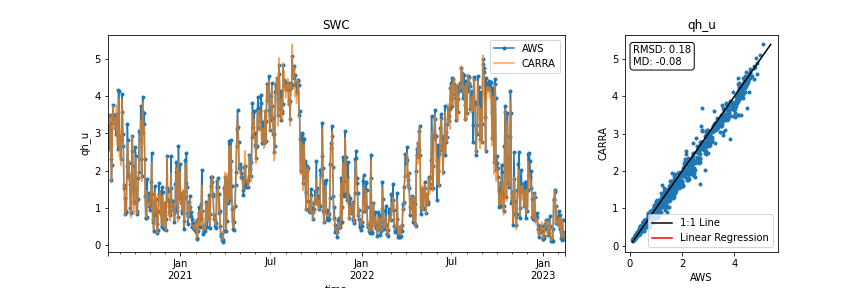 SWC
qh_u
AWS
CARRA
qh_u
5
4
3
2
1
0
Jan
2021
Jul
Jan
2022
Jul
Jan
2023
time
qh_u
RMSD: 0.18
MD: -0.08
CARRA
5
4
3
2
1
0
1:1 Line
Linear Regression
0
2
4
AWS